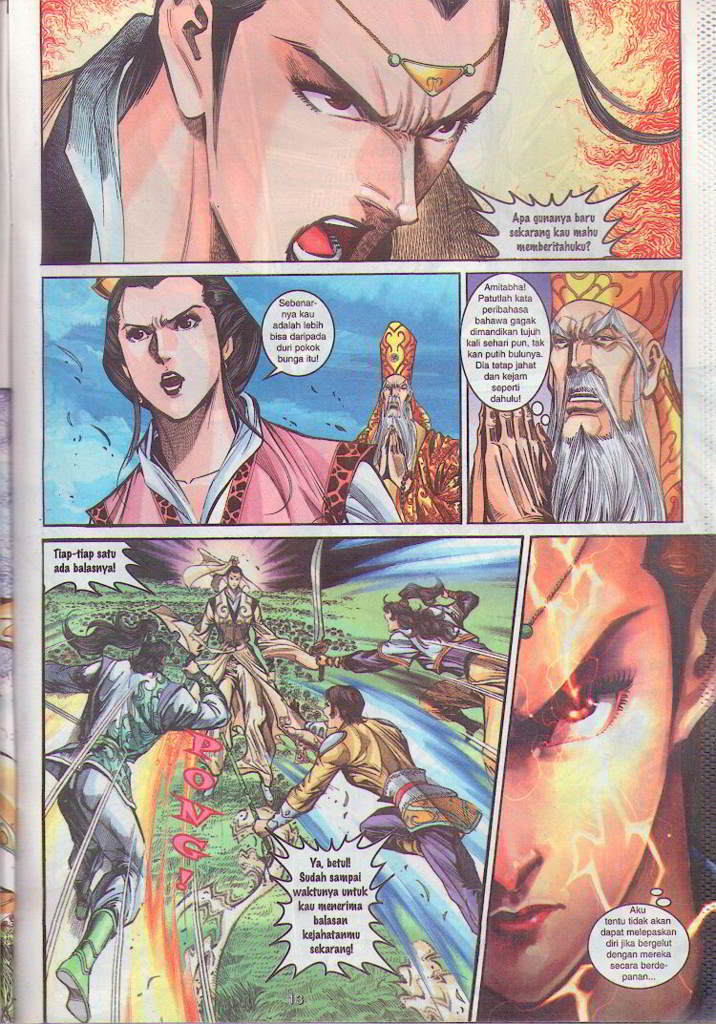 Apa gunanya baru
sekarang kau mahu
memberitahuku?
Sebenar-
nya kau
adalah lebih
bisa daripada
duri pokok
bunga itu!
Amitabha!
Patutlah kata
peribahasa
bahawa gagak
dimandikan tujuh
kali sehari pun, tak
kan putih bulunya.
Dia tetap jahat
dan kejam
seperti
dahulu!
Tiap-tiap satu
ada balasnya!
PONG!
Ya, betul!
Sudah sampai
waktunya untuk
kau menerima
balasan
kejahatanmu
sekarang!
Aku
tentu tidak akan
dapat melepaskan
diri jika bergelut
dengan mereka
secara berde-
panan...
13